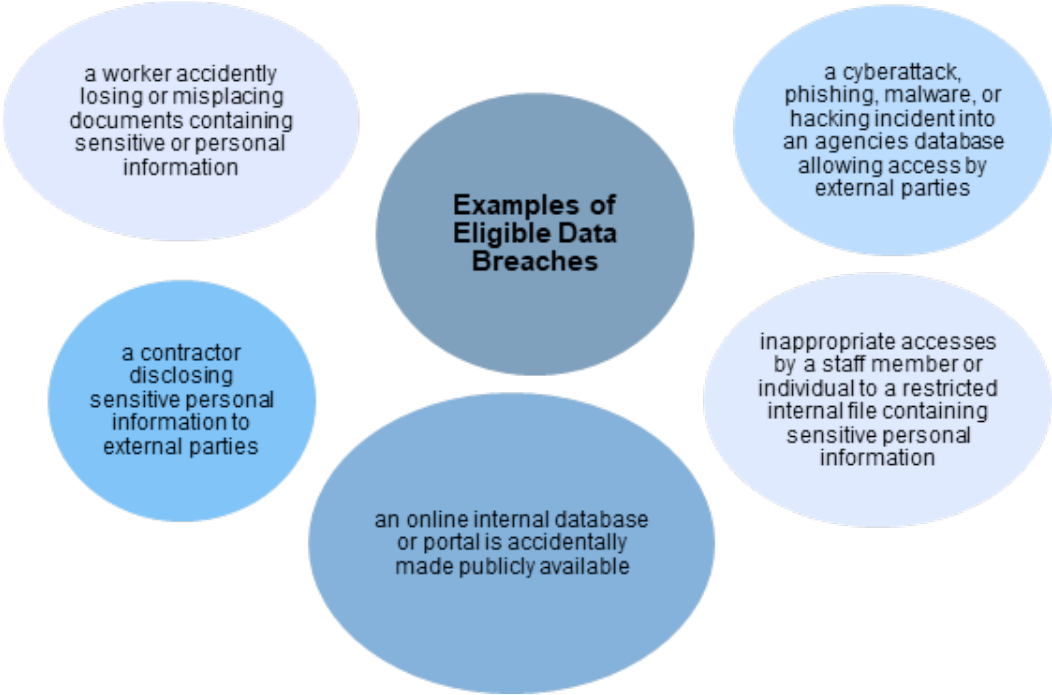 a worker accidently
losing or misplacing
documents containing
sensitive or personal
information
Examples of
Eligible Data
Breaches
a cyberattack,
phishing, malware, or
hacking incident into
an agencies database
allowing access by
external parties
a contractor
disclosing
sensitive personal
information to
external parties
inappropriate accesses
by a staff member or
individual to a restricted
internal file containing
sensitive personal
information
an online internal database
or portal is accidentally
made publicly available